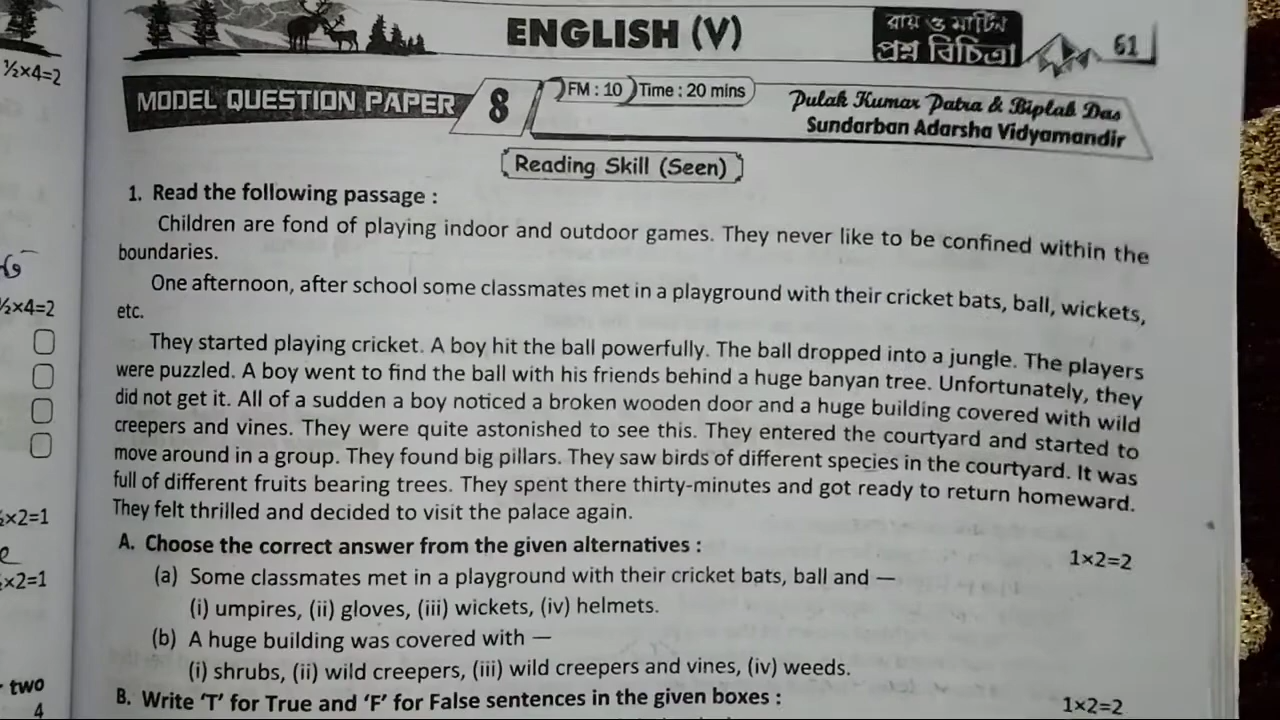 ENGLISH (V)
রায় ও মার্টিন
প্রশ্ন বিচিত্রা
61
½×4=2
MODEL QUESTION PAPER 8
FM : 10 Time : 20 mins
Pulak Kumar Patra & Biplab Das
Sundarban Adarsha Vidyamandir
Reading Skill (Seen)
1. Read the following passage :
Children are fond of playing indoor and outdoor games. They never like to be confined within the
boundaries.
One afternoon, after school some classmates met in a playground with their cricket bats, ball, wickets,
etc.
They started playing cricket. A boy hit the ball powerfully. The ball dropped into a jungle. The players
were puzzled. A boy went to find the ball with his friends behind a huge banyan tree. Unfortunately, they
did not get it. All of a sudden a boy noticed a broken wooden door and a huge building covered with wild
creepers and vines. They were quite astonished to see this. They entered the courtyard and started to
move around in a group. They found big pillars. They saw birds of different species in the courtyard. It was
full of different fruits bearing trees. They spent there thirty-minutes and got ready to return homeward.
They felt thrilled and decided to visit the palace again.
A. Choose the correct answer from the given alternatives : 1×2=2
(a) Some classmates met in a playground with their cricket bats, ball and —
(i) umpires, (ii) gloves, (iii) wickets, (iv) helmets.
(b) A huge building was covered with —
(i) shrubs, (ii) wild creepers, (iii) wild creepers and vines, (iv) weeds.
B. Write ‘T’ for True and ‘F’ for False sentences in the given boxes : 1×2=2
½×4=2
×2=1
×2=1
two
4